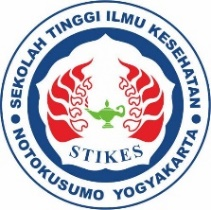 SEKOLAH TINGGI ILMU KESEHATAN
STIKES
NOTOKUSUMO YOGYAKARTA